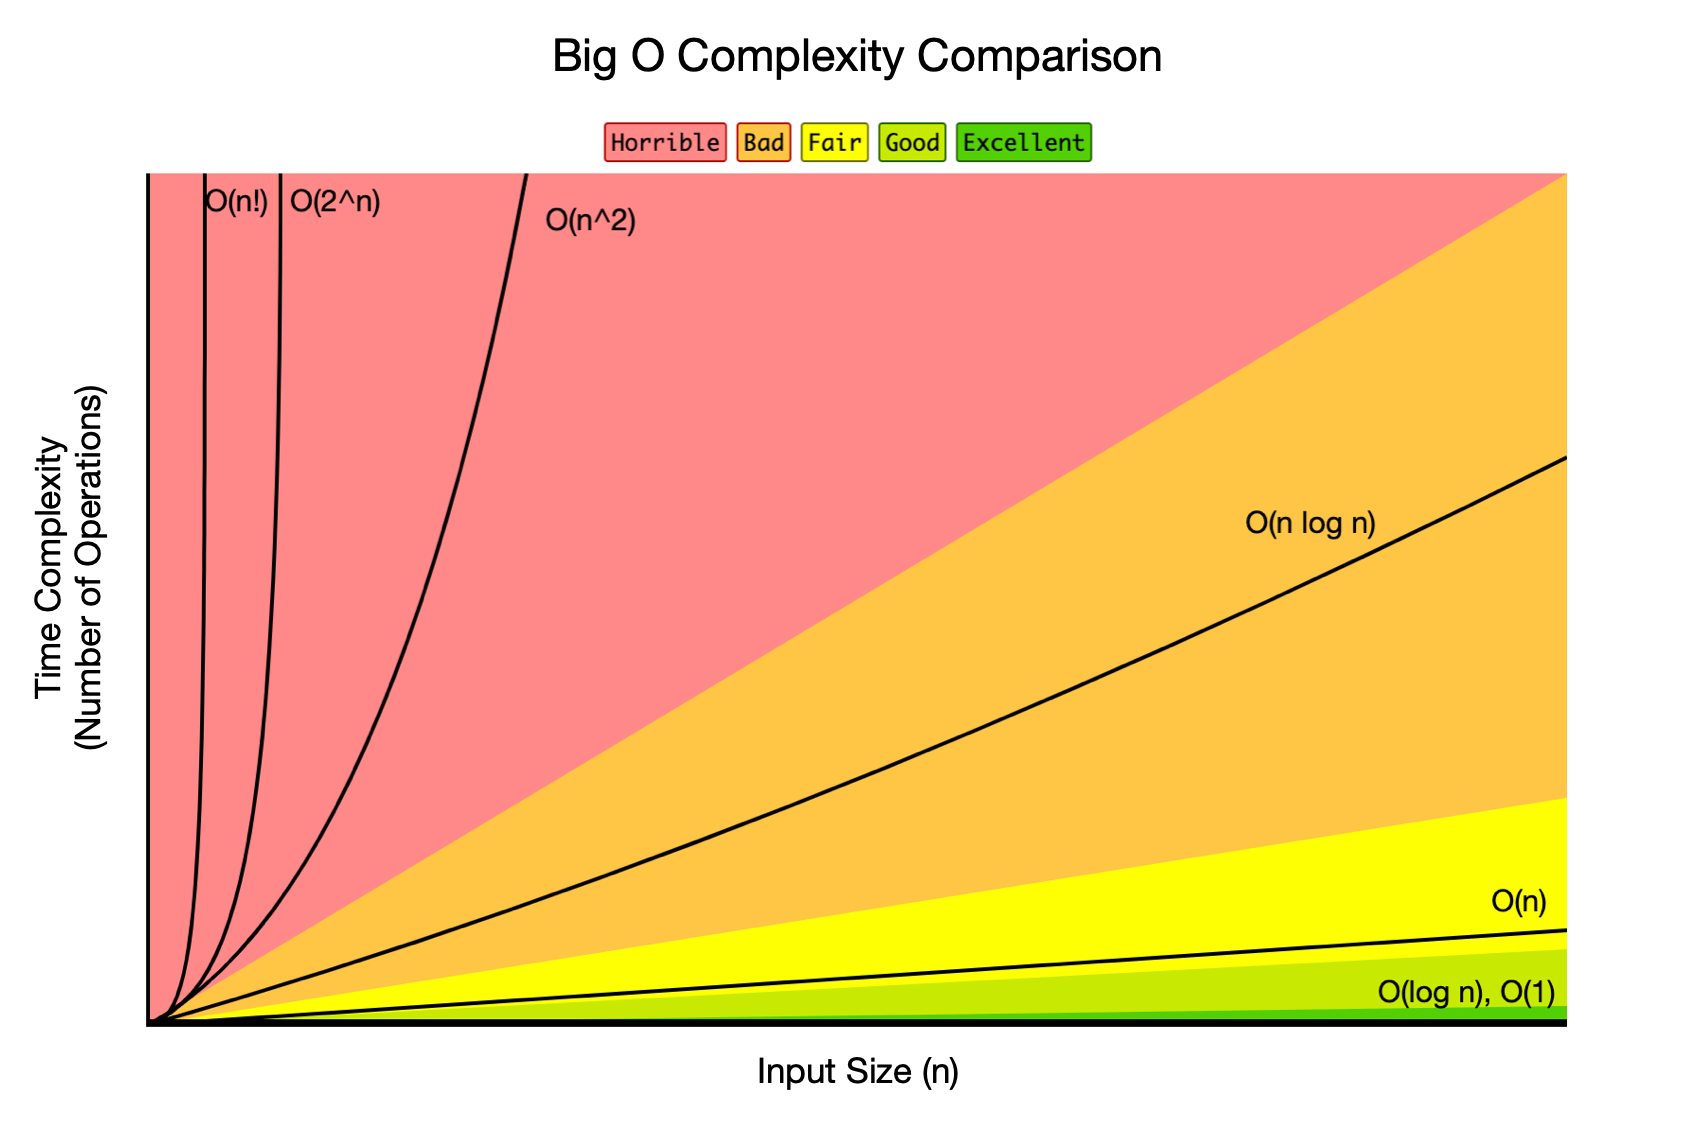 Big O Complexity Comparison
Horrible Bad Fair Good Excellent
O(n!) O(2^n)
O(n^2)
O(n log n)
O(n)
O(log n), O(1)
Time Complexity
(Number of Operations)
Input Size (n)